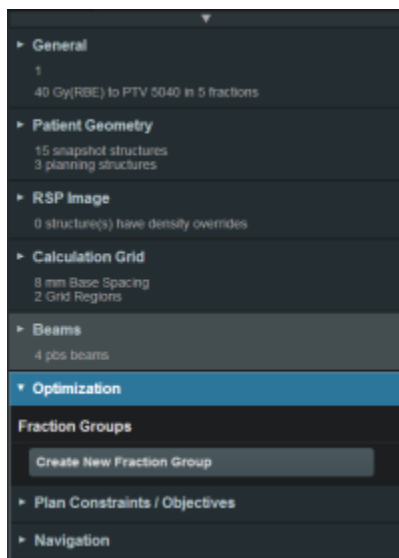 General
1
40 Gy(RBE) to PTV 5040 in 5 fractions
Patient Geometry
15 snapshot structures
3 planning structures
RSP Image
0 structure(s) have density overrides
Calculation Grid
8 mm Base Spacing
2 Grid Regions
Beams
4 pbs beams
Optimization
Fraction Groups
Create New Fraction Group
Plan Constraints / Objectives
Navigation